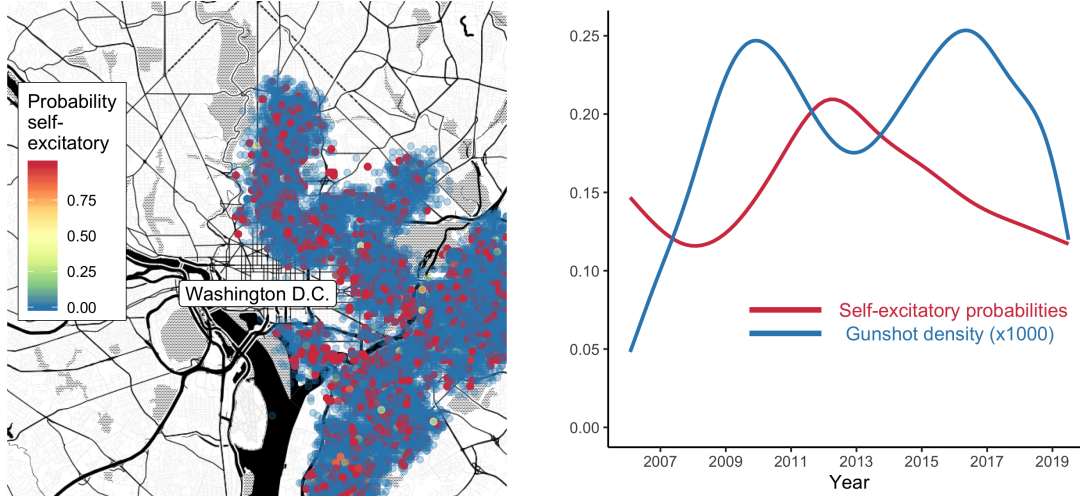 Probability
self-
excitatory
0.75
0.50
0.25
0.00
Washington D.C.
0.25
0.20
0.15
0.10
0.05
0.00
Self-excitatory probabilities
Gunshot density (x1000)
2007 2009 2011 2013 2015 2017 2019
Year